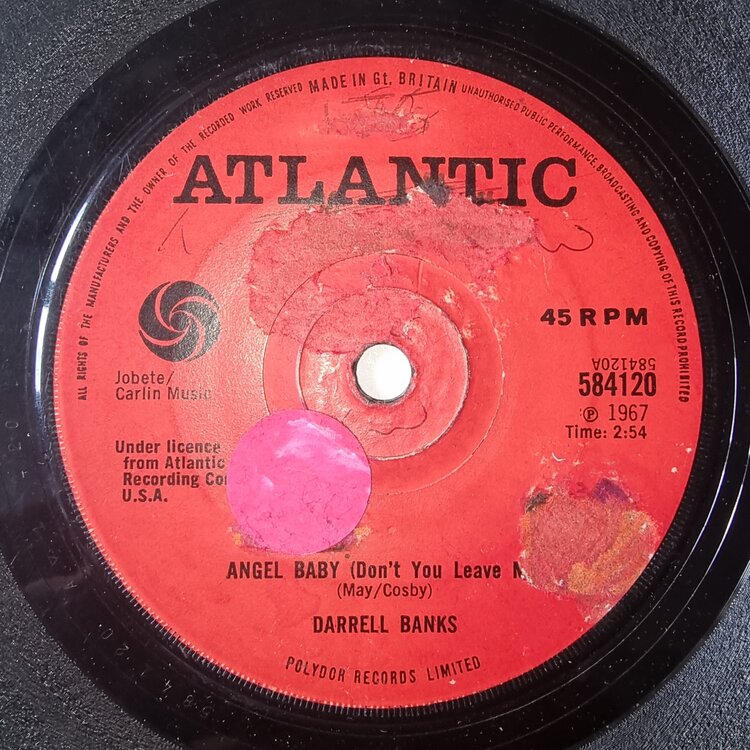 MADE IN Gt. BRITAIN
ALL RIGHTS OF THE MANUFACTURERS AND THE OWNER OF THE RECORDED WORK RESERVED
UNAUTHORISED PUBLIC PERFORMANCE, BROADCASTING AND COPYING OF THIS RECORD PROHIBITED
ATLANTIC
45 RPM
584120A
584120
Ⓟ 1967
Time: 2:54
Jobete/
Carlin Music
Under licence
from Atlantic
Recording
U.S.A.
ANGEL BABY (Don't You Leave
(May/Cosby)
DARRELL BANKS
POLYDOR RECORDS LIMITED